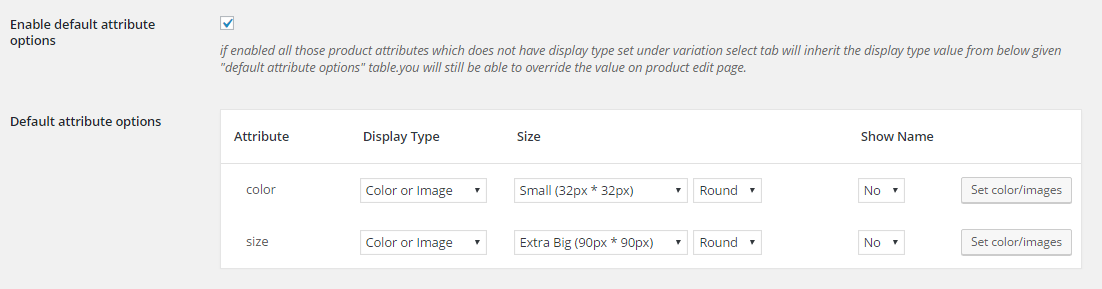 Enable default attribute options
if enabled all those product attributes which does not have display type set under variation select tab will inherit the display type value from below given
"default attribute options" table.you will still be able to override the value on product edit page.
Default attribute options
Attribute Display Type Size Show Name
color Color or Image Small (32px * 32px) Round No Set color/images
size Color or Image Extra Big (90px * 90px) Round No Set color/images